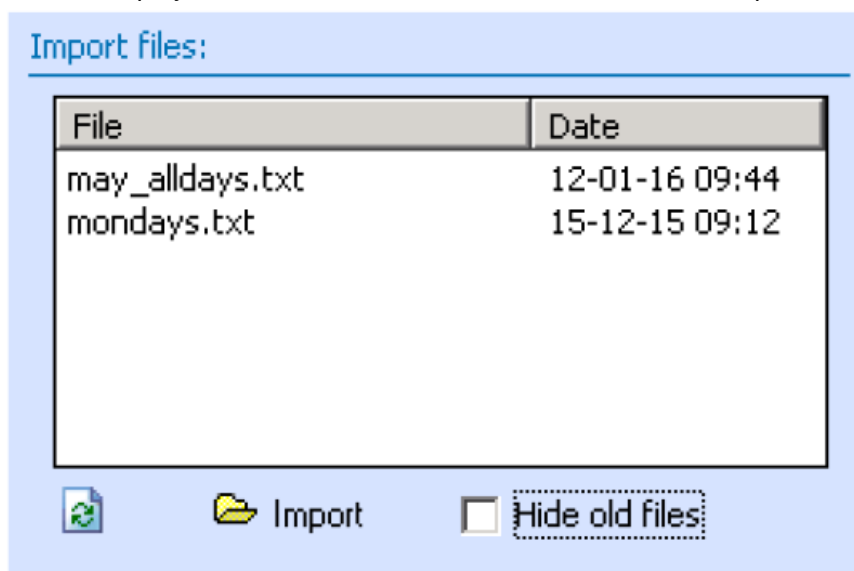 Import files:
File Date
may_alldays.txt 12-01-16 09:44
mondays.txt 15-12-15 09:12
Import Hide old files